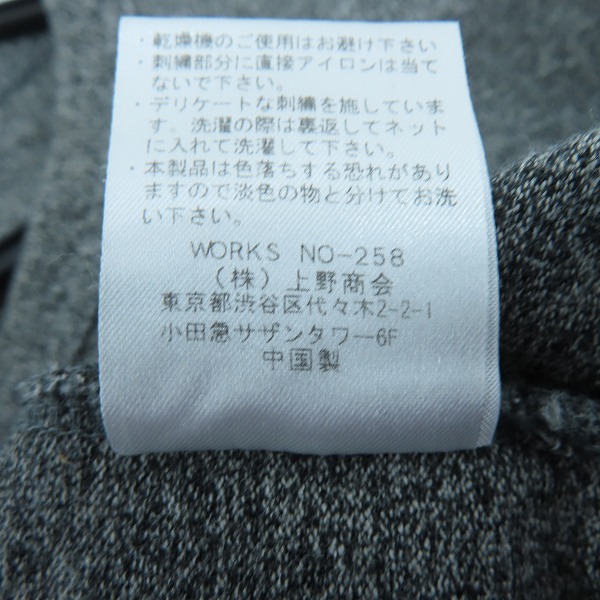 ・乾燥機のご使用はお避け下さい
・刺繍部分に直接アイロンは当て
ないで下さい。
・デリケートな刺繍を施していま
す。洗濯の際は裏返してネット
に入れて洗濯して下さい。
・本製品は色落ちする恐れがあり
ますので淡色の物と分けてお洗
い下さい。
WORKS NO-258
(株)上野商会
東京都渋谷区代々木2-2-1
小田急サザンタワー6F
中国製